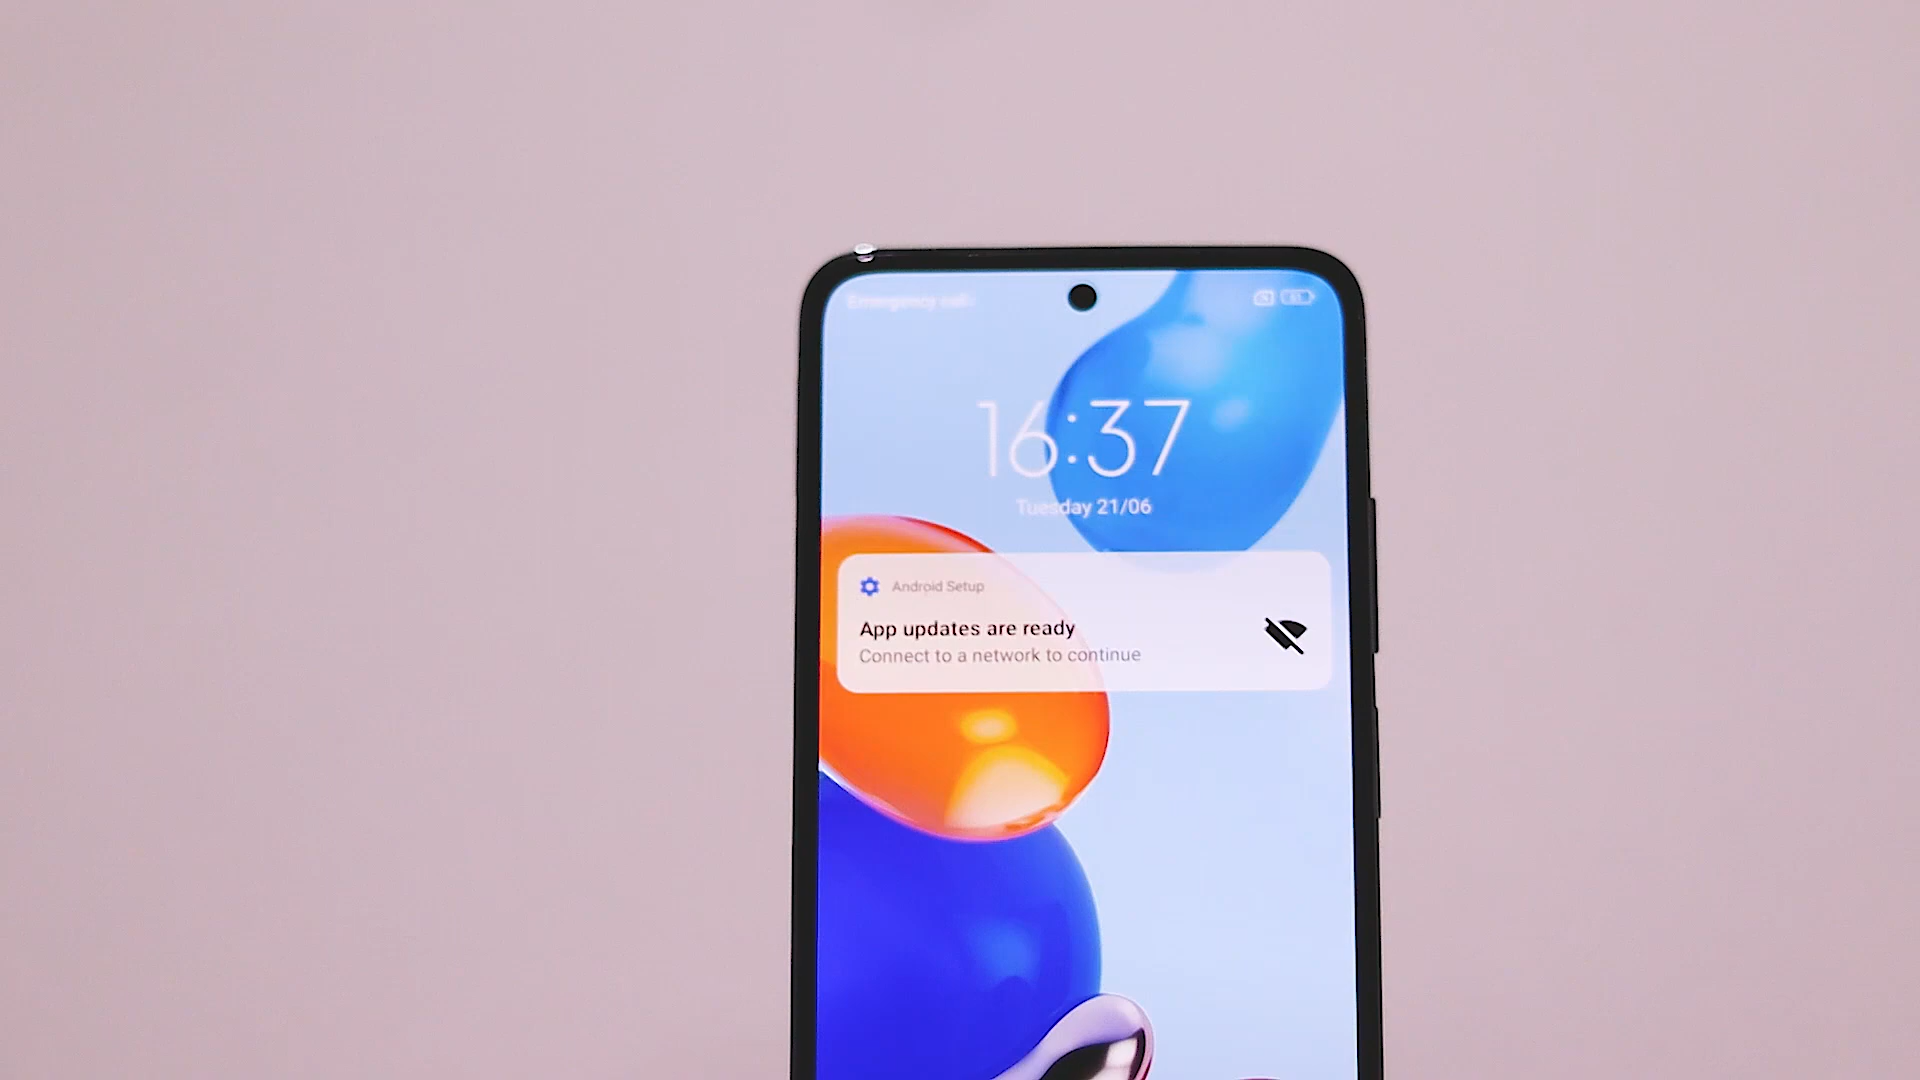 Emergency calls
16:37
Tuesday 21/06
Android Setup
App updates are ready
Connect to a network to continue